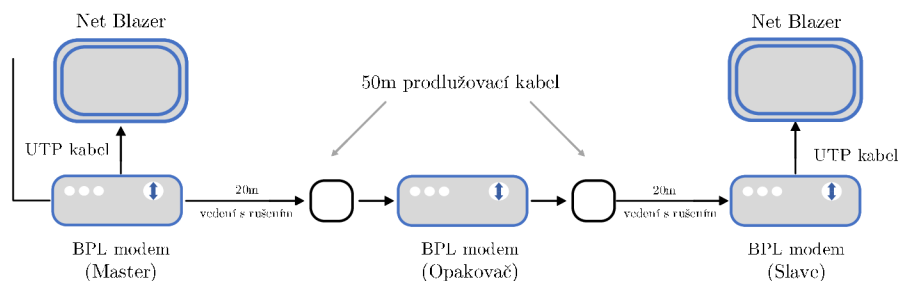 Net Blazer
Net Blazer
50m prodlužovací kabel
UTP kabel
UTP kabel
20m
vedení s rušením
20m
vedení s rušením
BPL modem
(Master)
BPL modem
(Opakovač)
BPL modem
(Slave)